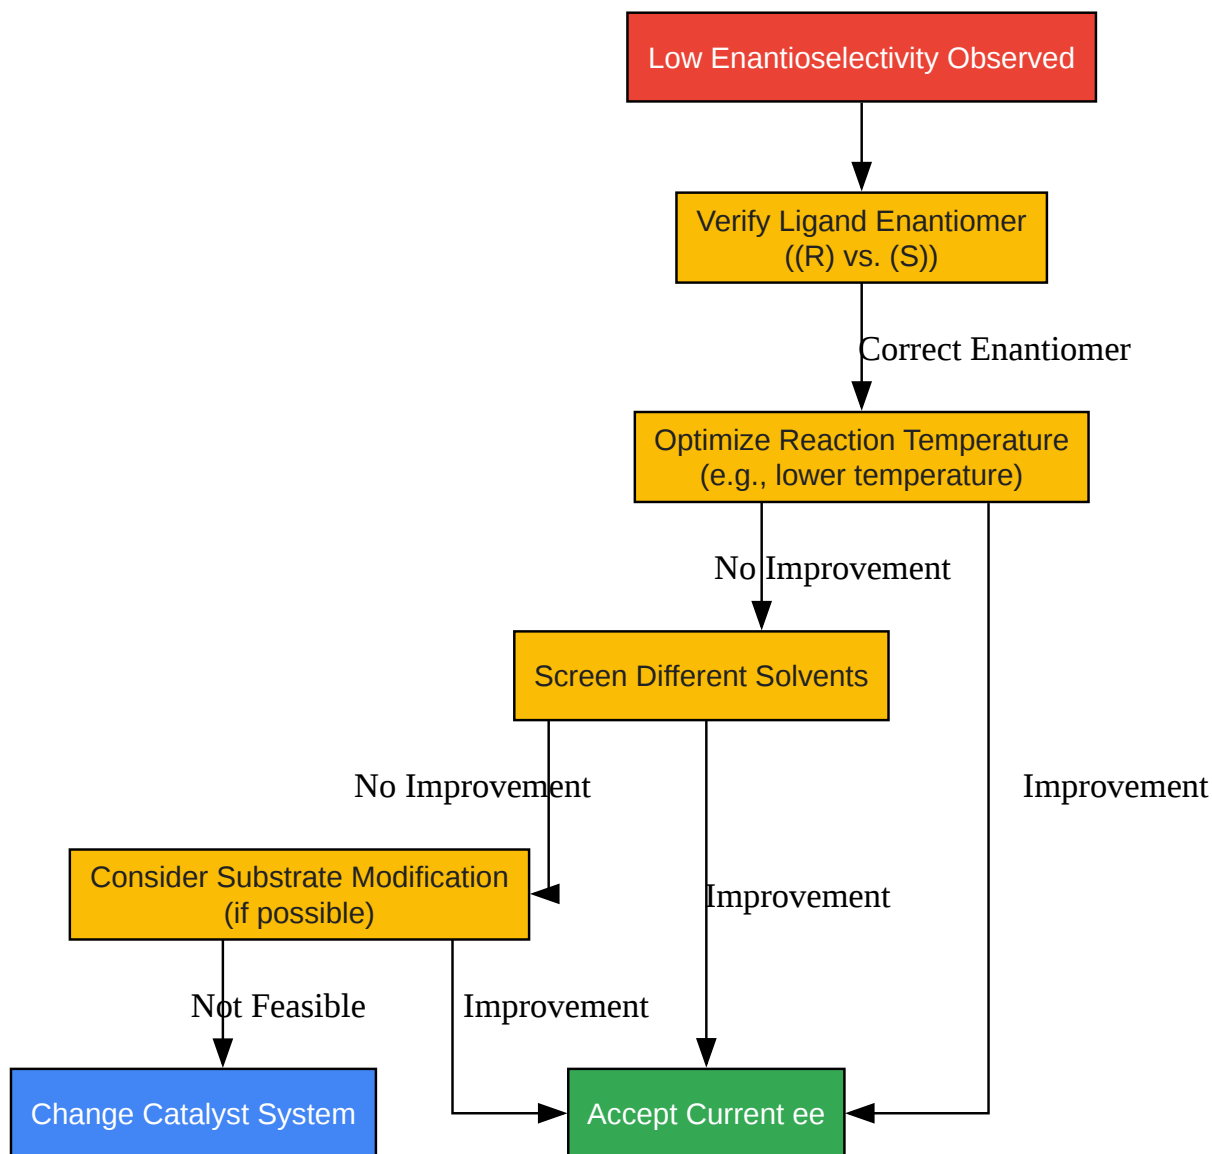 Low Enantioselectivity Observed
Verify Ligand Enantiomer
((R) vs. (S))
Correct Enantiomer
Optimize Reaction Temperature
(e.g., lower temperature)
No Improvement
Screen Different Solvents
No Improvement
Improvement
Consider Substrate Modification
(if possible)
Improvement
Not Feasible
Improvement
Change Catalyst System
Accept Current ee